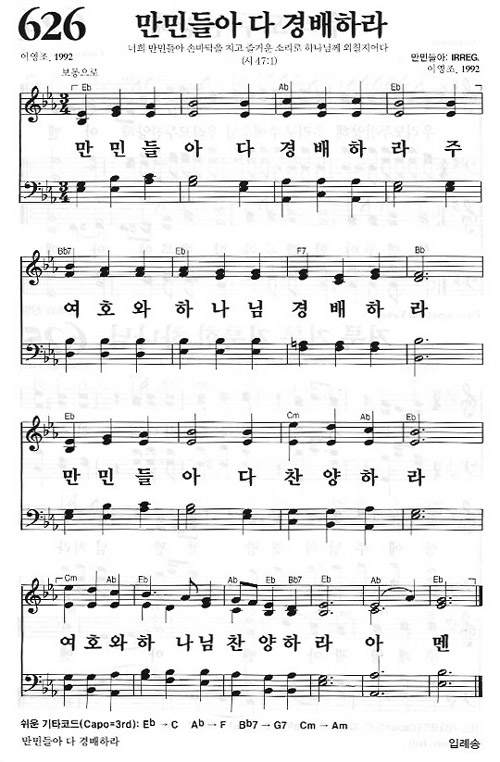 626
만민들아 다 경배하라
너희 만민들아 손바닥을 치고 즐거운 소리로 하나님께 외칠지어다
(시 47:1)
이영조, 1992
만민들아: IRREG.
이영조, 1992
보통으로
Eb Ab Eb
만 민 들 아 다 경 배 하 라 주
Bb7 Eb F7 Bb
여 호 와 하 나 님 경 배 하 라
Eb Cm Ab Eb
만 민 들 아 다 찬 양 하 라
Cm Ab Eb Ab Eb Bb7 Eb Ab Eb
여 호 와 하 나 님 찬 양 하 라 아 멘
쉬운 기타코드(Capo=3rd): Eb → C Ab → F Bb7 → G7 Cm → Am
만민들아 다 경배하라
입례송